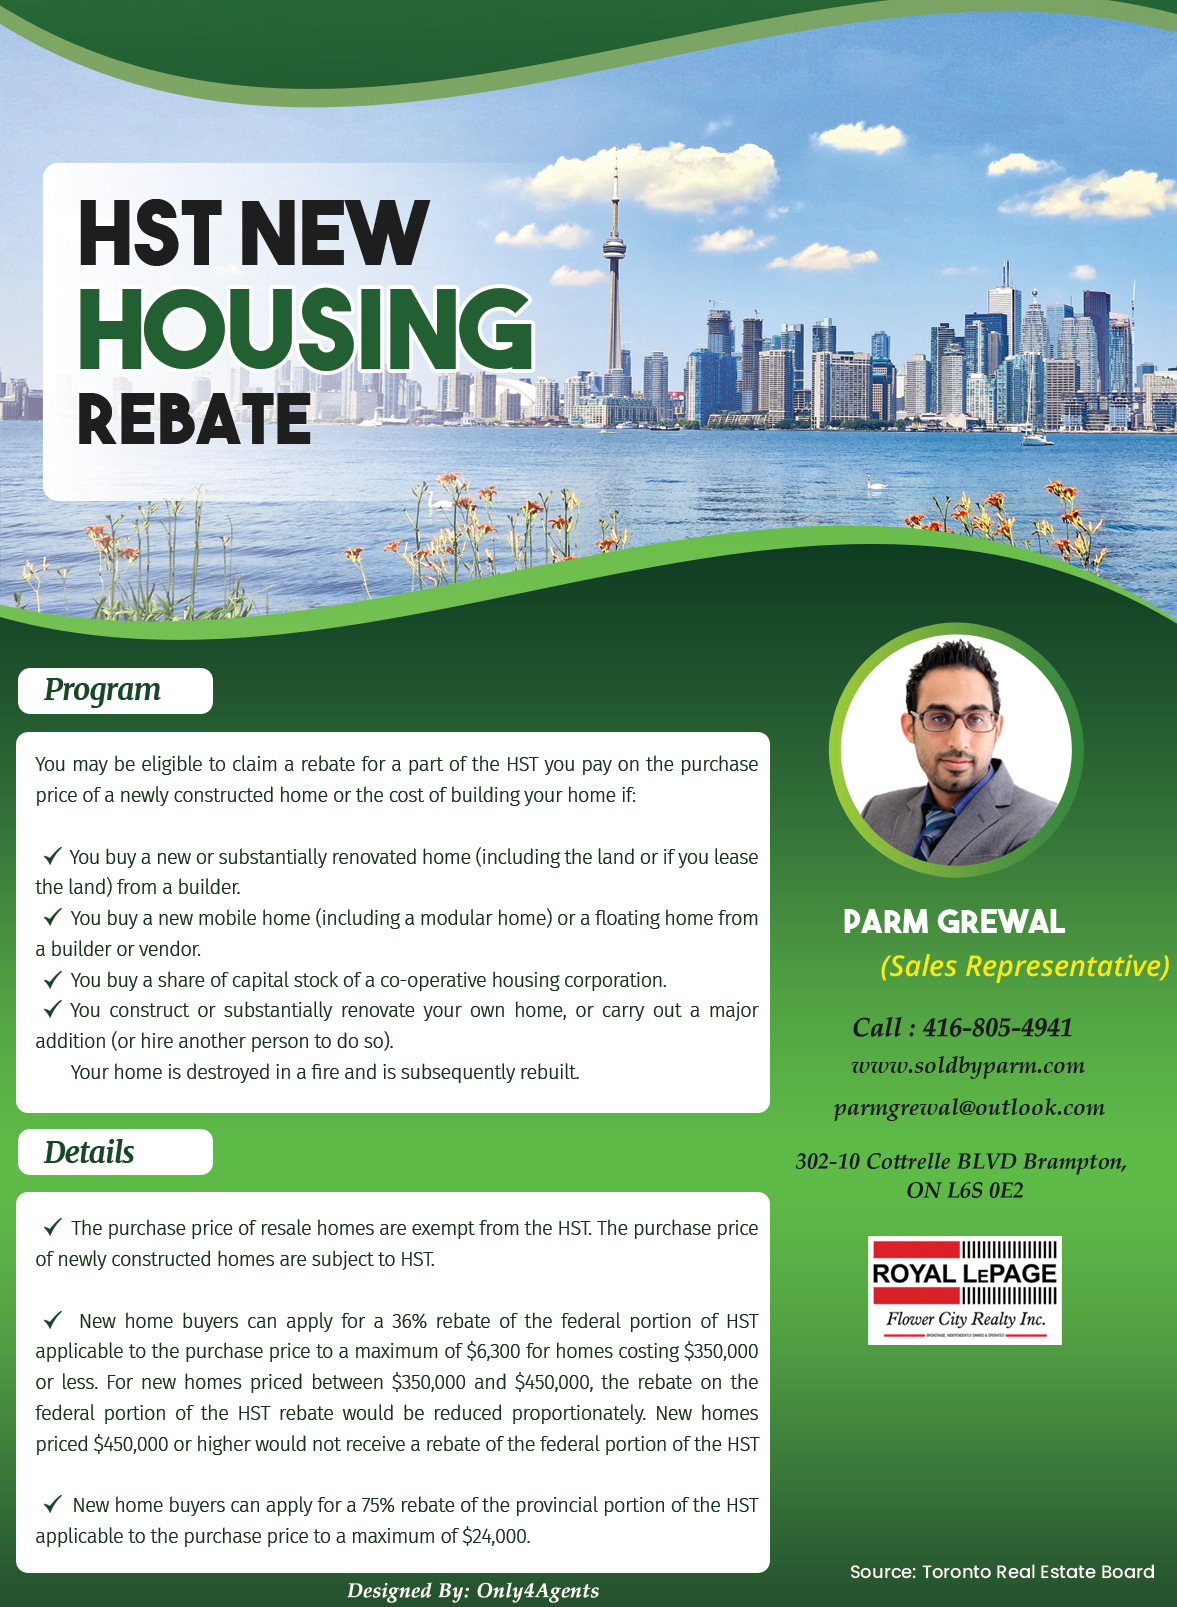 HST NEW
HOUSING
REBATE
Program
You may be eligible to claim a rebate for a part of the HST you pay on the purchase
price of a newly constructed home or the cost of building your home if:
✓ You buy a new or substantially renovated home (including the land or if you lease
the land) from a builder.
✓ You buy a new mobile home (including a modular home) or a floating home from
a builder or vendor.
✓ You buy a share of capital stock of a co-operative housing corporation.
✓ You construct or substantially renovate your own home, or carry out a major
addition (or hire another person to do so).
Your home is destroyed in a fire and is subsequently rebuilt.
Details
✓ The purchase price of resale homes are exempt from the HST. The purchase price
of newly constructed homes are subject to HST.
✓ New home buyers can apply for a 36% rebate of the federal portion of HST
applicable to the purchase price to a maximum of $6,300 for homes costing $350,000
or less. For new homes priced between $350,000 and $450,000, the rebate on the
federal portion of the HST rebate would be reduced proportionately. New homes
priced $450,000 or higher would not receive a rebate of the federal portion of the HST
✓ New home buyers can apply for a 75% rebate of the provincial portion of the HST
applicable to the purchase price to a maximum of $24,000.
Designed By: Only4Agents
PARM GREWAL
(Sales Representative)
Call : 416-805-4941
www.soldbyparm.com
parmgrewal@outlook.com
302-10 Cottrelle BLVD Brampton,
ON L6S 0E2
ROYAL LEPAGE
Flower City Realty Inc.
BROKERAGE, INDEPENDENTLY OWNED & OPERATED
Source: Toronto Real Estate Board